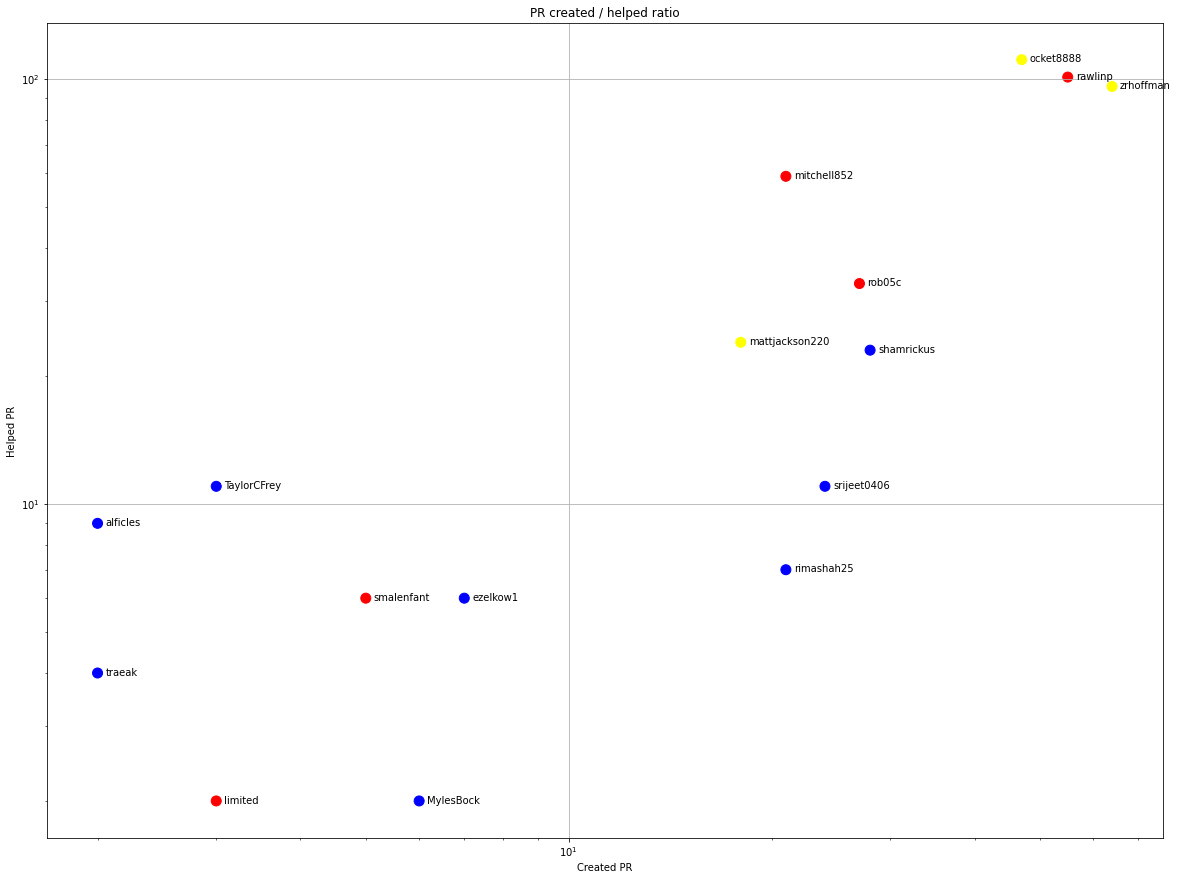 PR created / helped ratio
ocket8888
rawlinp
10²
zrhoffman
mitchell852
rob05c
mattjackson220
shamrickus
Helped PR
TaylorCFrey
srijeet0406
10¹
alficles
rimashah25
smalenfant
ezelkow1
traeak
limited
MylesBock
10¹
Created PR